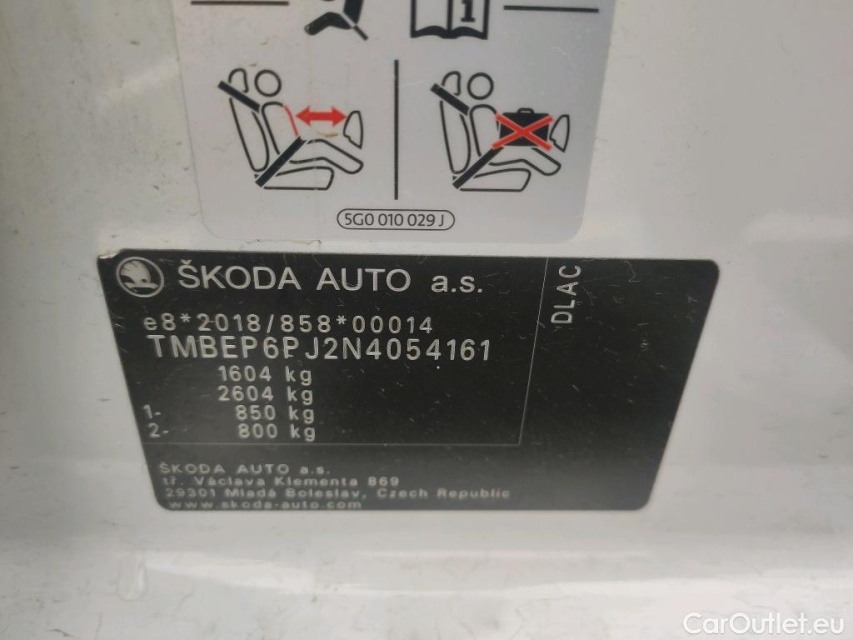 5G0 010 029 J
ŠKODA AUTO a.s.
DLAC
e8*2018/858*00014
TMBEP6PJ2N4054161
1604 kg
2604 kg
1- 850 kg
2- 800 kg
ŠKODA AUTO a.s.
tř. Václava Klementa 869
29301 Mladá Boleslav, Czech Republic
www.skoda-auto.com
CarOutlet.eu